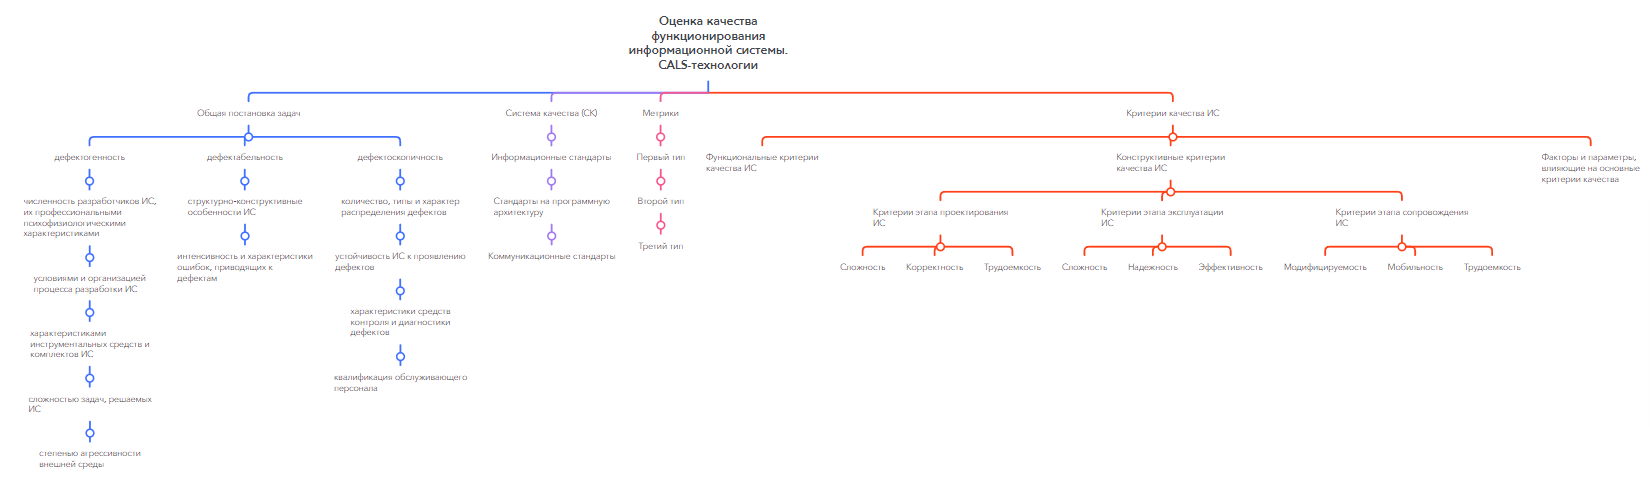 Оценка качества
функционирования
информационной системы.
CALS-технологии
Общая постановка задач
Система качества (СК)
Метрики
Критерии качества ИС
дефектогенность
дефектабельность
дефектоскопичность
Информационные стандарты
Первый тип
Функциональные критерии
качества ИС
Конструктивные критерии
качества ИС
Факторы и параметры,
влияющие на основные
критерии качества
численность разработчиков ИС,
их профессиональными
психофизиологическими
характеристиками
структурно-конструктивные
особенности ИС
количество, типы и характер
распределения дефектов
Стандарты на программную
архитектуру
Второй тип
Критерии этапа проектирования
ИС
Критерии этапа эксплуатации
ИС
Критерии этапа сопровождения
ИС
условиями и организацией
процесса разработки ИС
интенсивность и характеристики
ошибок, приводящих к
дефектам
устойчивость ИС к проявлению
дефектов
Коммуникационные стандарты
Третий тип
Сложность
Корректность
Трудоемкость
Сложность
Надежность
Эффективность
Модифицируемость
Мобильность
Трудоемкость
характеристиками
инструментальных средств и
комплектов ИС
характеристики средств
контроля и диагностики
дефектов
сложностью задач, решаемых
ИС
квалификация обслуживающего
персонала
степенью агрессивности
внешней среды